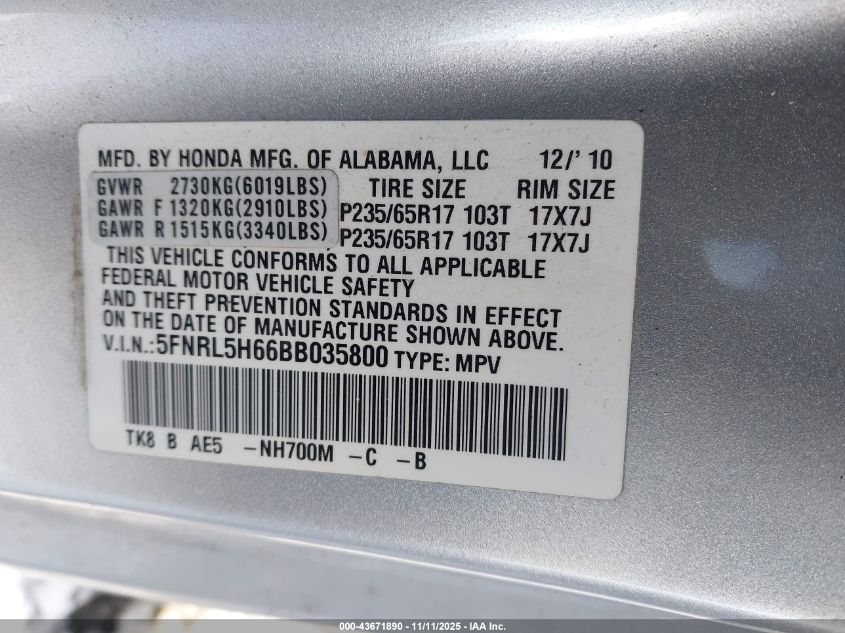 MFD. BY HONDA MFG. OF ALABAMA, LLC 12/' 10
GVWR 2730KG(6019LBS) TIRE SIZE RIM SIZE
GAWR F 1320KG(2910LBS) P235/65R17 103T 17X7J
GAWR R 1515KG(3340LBS) P235/65R17 103T 17X7J
THIS VEHICLE CONFORMS TO ALL APPLICABLE
FEDERAL MOTOR VEHICLE SAFETY
AND THEFT PREVENTION STANDARDS IN EFFECT
ON THE DATE OF MANUFACTURE SHOWN ABOVE.
V.I.N.:5FNRL5H66BB035800 TYPE: MPV
TK8 B AE5 -NH700M -C -B
000-43671890 - 11/11/2025 - IAA Inc.